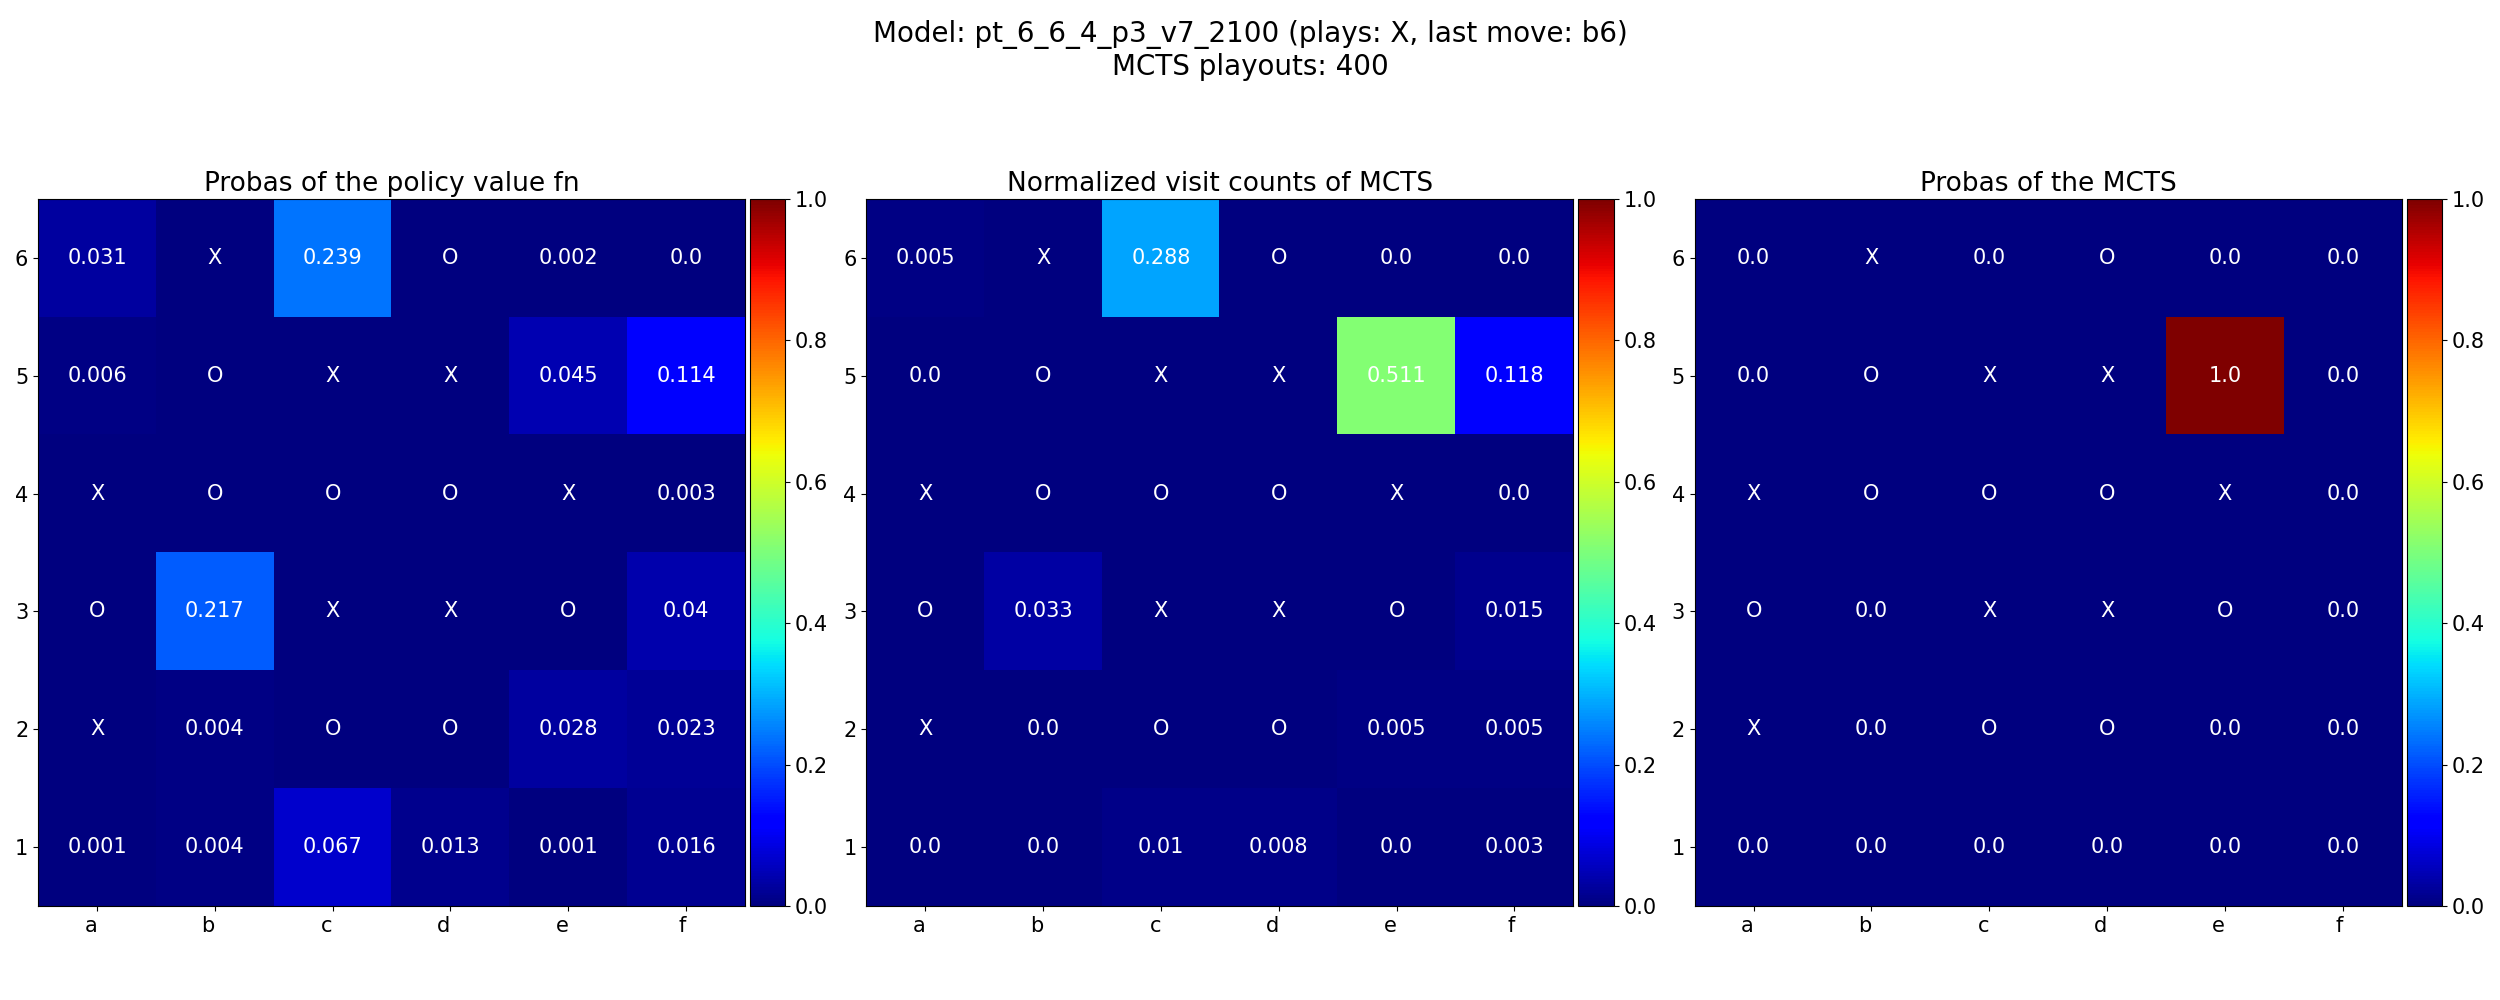 Model: pt_6_6_4_p3_v7_2100 (plays: X, last move: b6)
MCTS playouts: 400
Probas of the policy value fn
6 0.031 X 0.239 O 0.002 0.0
5 0.006 O X X 0.045 0.114
4 X O O O X 0.003
3 O 0.217 X X O 0.04
2 X 0.004 O O 0.028 0.023
1 0.001 0.004 0.067 0.013 0.001 0.016
a b c d e f
1.0
0.8
0.6
0.4
0.2
0.0
Normalized visit counts of MCTS
6 0.005 X 0.288 O 0.0 0.0
5 0.0 O X X 0.511 0.118
4 X O O O X 0.0
3 O 0.033 X X O 0.015
2 X 0.0 O O 0.005 0.005
1 0.0 0.0 0.01 0.008 0.0 0.003
a b c d e f
1.0
0.8
0.6
0.4
0.2
0.0
Probas of the MCTS
6 0.0 X 0.0 O 0.0 0.0
5 0.0 O X X 1.0 0.0
4 X O O O X 0.0
3 O 0.0 X X O 0.0
2 X 0.0 O O 0.0 0.0
1 0.0 0.0 0.0 0.0 0.0 0.0
a b c d e f
1.0
0.8
0.6
0.4
0.2
0.0